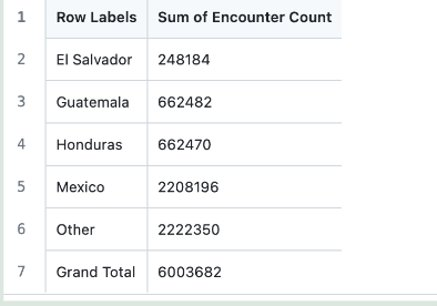 1 Row Labels Sum of Encounter Count
2 El Salvador 248184
3 Guatemala 662482
4 Honduras 662470
5 Mexico 2208196
6 Other 2222350
7 Grand Total 6003682